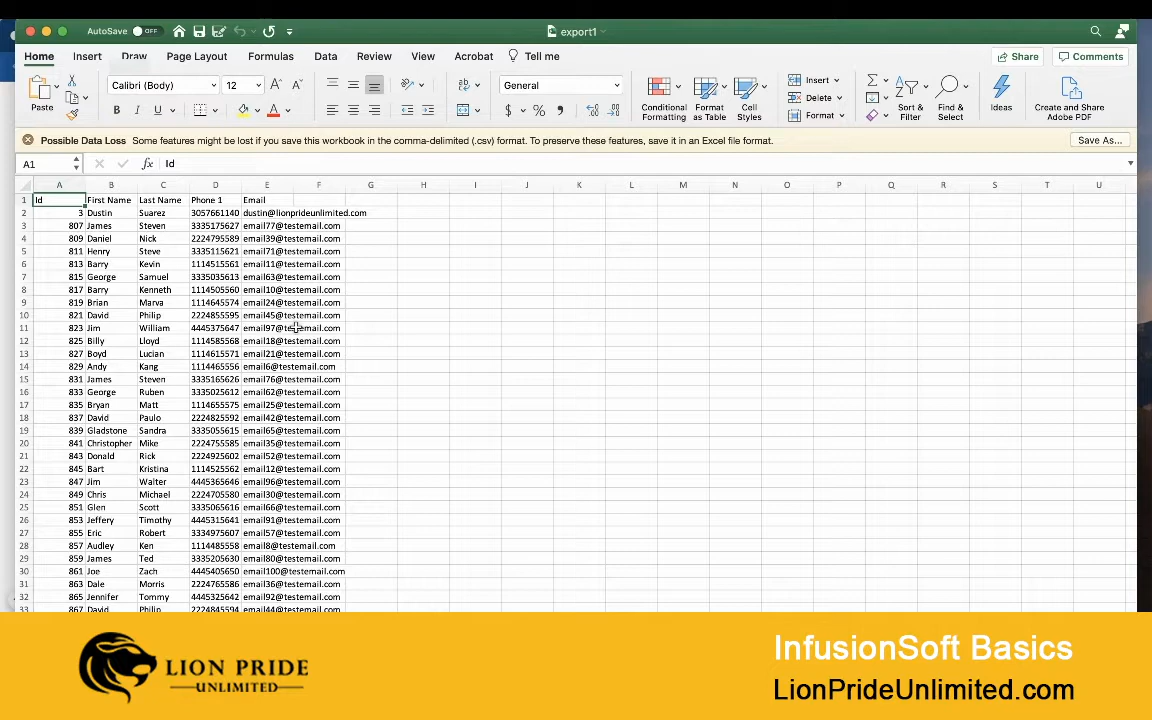 AutoSave OFF export1
Home Insert Draw Page Layout Formulas Data Review View Acrobat Tell me Share Comments
Paste Calibri (Body) 12 General Conditional Formatting Format as Table Cell Styles Insert Delete Format Sort & Filter Find & Select Ideas Create and Share Adobe PDF
B I U $ % ,
Possible Data Loss Some features might be lost if you save this workbook in the comma-delimited (.csv) format. To preserve these features, save it in an Excel file format. Save As...
A1 fx Id
A B C D E F G H I J K L M N O P Q R S T U
1 Id First Name Last Name Phone 1 Email
2 3 Dustin Suarez 3057661140 dustin@lionprideunlimited.com
3 807 James Steven 3335175627 email77@testemail.com
4 809 Daniel Nick 2224795589 email39@testemail.com
5 811 Henry Steve 3335115621 email71@testemail.com
6 813 Barry Kevin 1114515561 email11@testemail.com
7 815 George Samuel 3335035613 email63@testemail.com
8 817 Barry Kenneth 1114505560 email10@testemail.com
9 819 Brian Marva 1114645574 email24@testemail.com
10 821 David Philip 2224855595 email45@testemail.com
11 823 Jim William 4445375647 email97@testemail.com
12 825 Billy Lloyd 1114585568 email18@testemail.com
13 827 Boyd Lucian 1114615571 email21@testemail.com
14 829 Andy Kang 1114465556 email6@testemail.com
15 831 James Steven 3335165626 email76@testemail.com
16 833 George Ruben 3335025612 email62@testemail.com
17 835 Bryan Matt 1114655575 email25@testemail.com
18 837 David Paulo 2224825592 email42@testemail.com
19 839 Gladstone Sandra 3335055615 email65@testemail.com
20 841 Christopher Mike 2224755585 email35@testemail.com
21 843 Donald Rick 2224925602 email52@testemail.com
22 845 Bart Kristina 1114525562 email12@testemail.com
23 847 Jim Walter 4445365646 email96@testemail.com
24 849 Chris Michael 2224705580 email30@testemail.com
25 851 Glen Scott 3335065616 email66@testemail.com
26 853 Jeffery Timothy 4445315641 email91@testemail.com
27 855 Eric Robert 3334975607 email57@testemail.com
28 857 Audley Ken 1114485558 email8@testemail.com
29 859 James Ted 3335205630 email80@testemail.com
30 861 Joe Zach 4445405650 email100@testemail.com
31 863 Dale Morris 2224765586 email36@testemail.com
32 865 Jennifer Tommy 4445325642 email92@testemail.com
33 867 David Philip 2224845594 email44@testemail.com
LION PRIDE
UNLIMITED
InfusionSoft Basics
LionPrideUnlimited.com